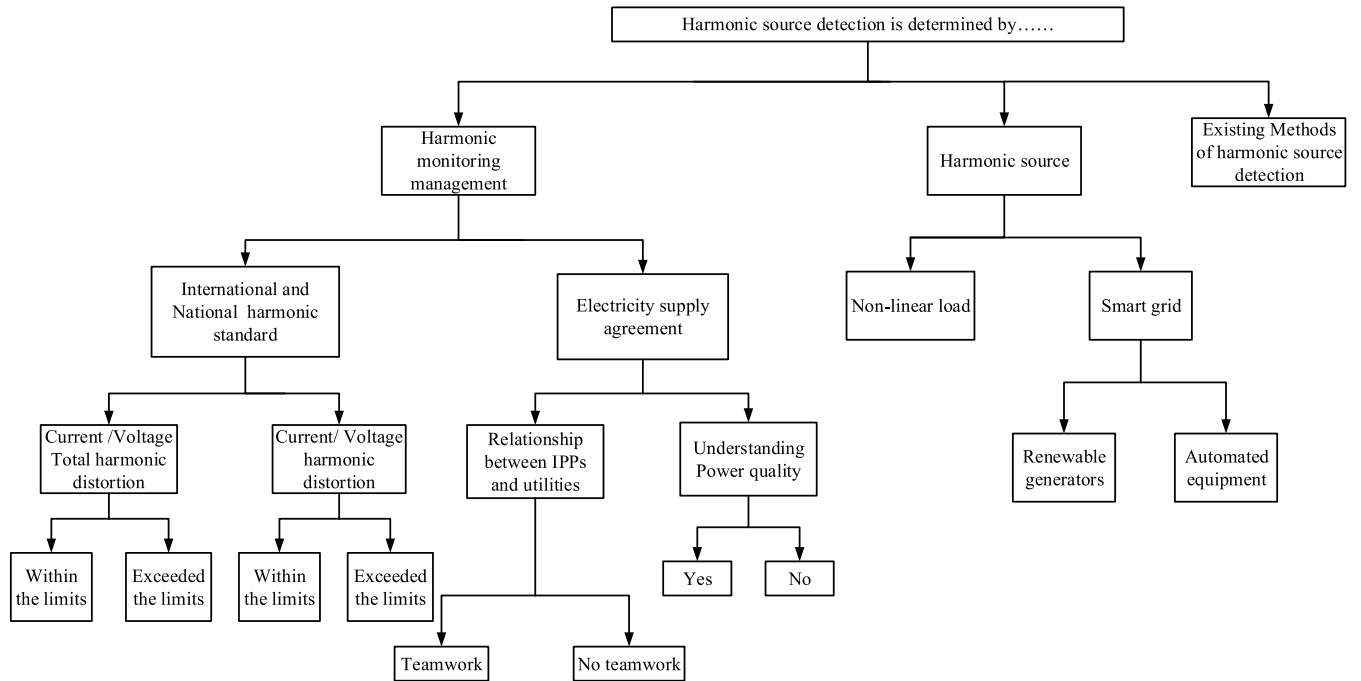 Harmonic source detection is determined by……
Harmonic
monitoring
management
Harmonic source
Existing Methods
of harmonic source
detection
International and
National harmonic
standard
Electricity supply
agreement
Non-linear load
Smart grid
Current /Voltage
Total harmonic
distortion
Current/ Voltage
harmonic
distortion
Relationship
between IPPs
and utilities
Understanding
Power quality
Renewable
generators
Automated
equipment
Within
the limits
Exceeded
the limits
Within
the limits
Exceeded
the limits
Yes
No
Teamwork
No teamwork